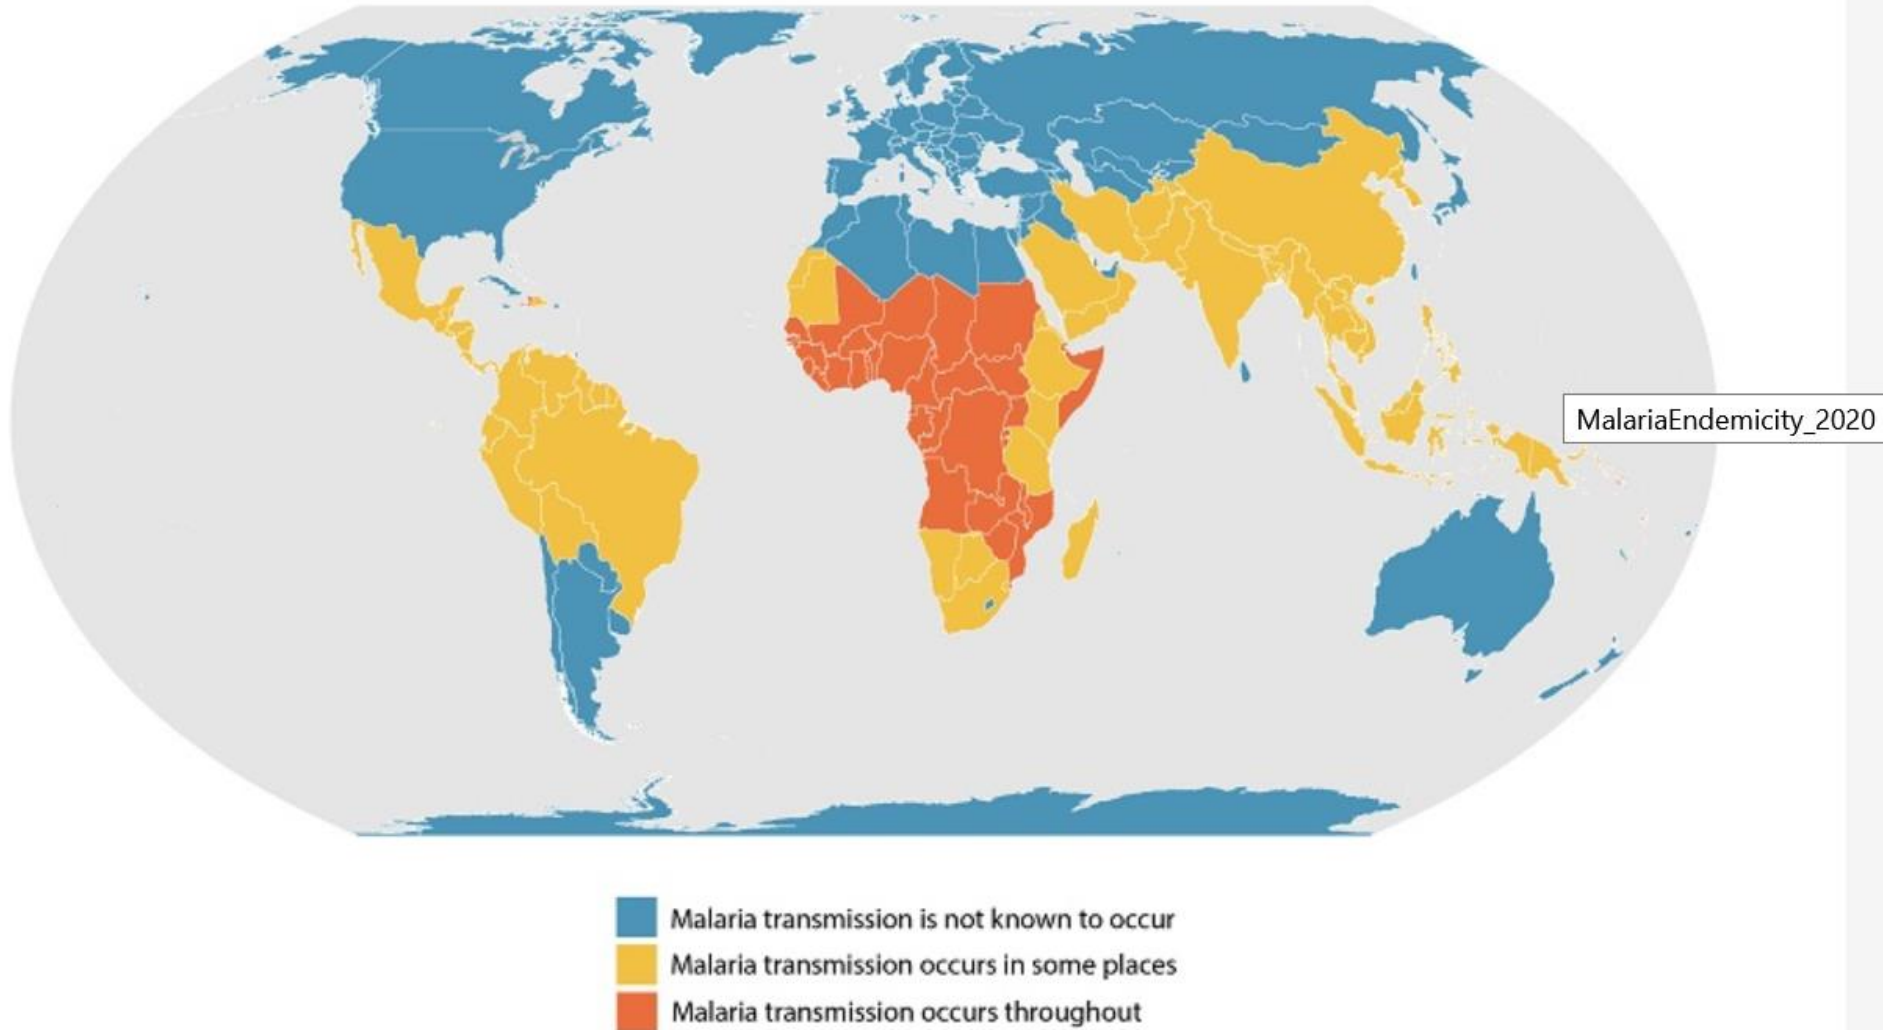 MalariaEndemicity_2020
Malaria transmission is not known to occur
Malaria transmission occurs in some places
Malaria transmission occurs throughout